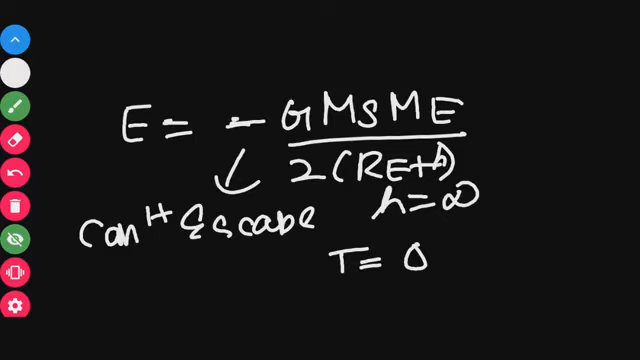 E = - GMSME
2(RE+h)
Can't Escape
h = ∞
T = 0